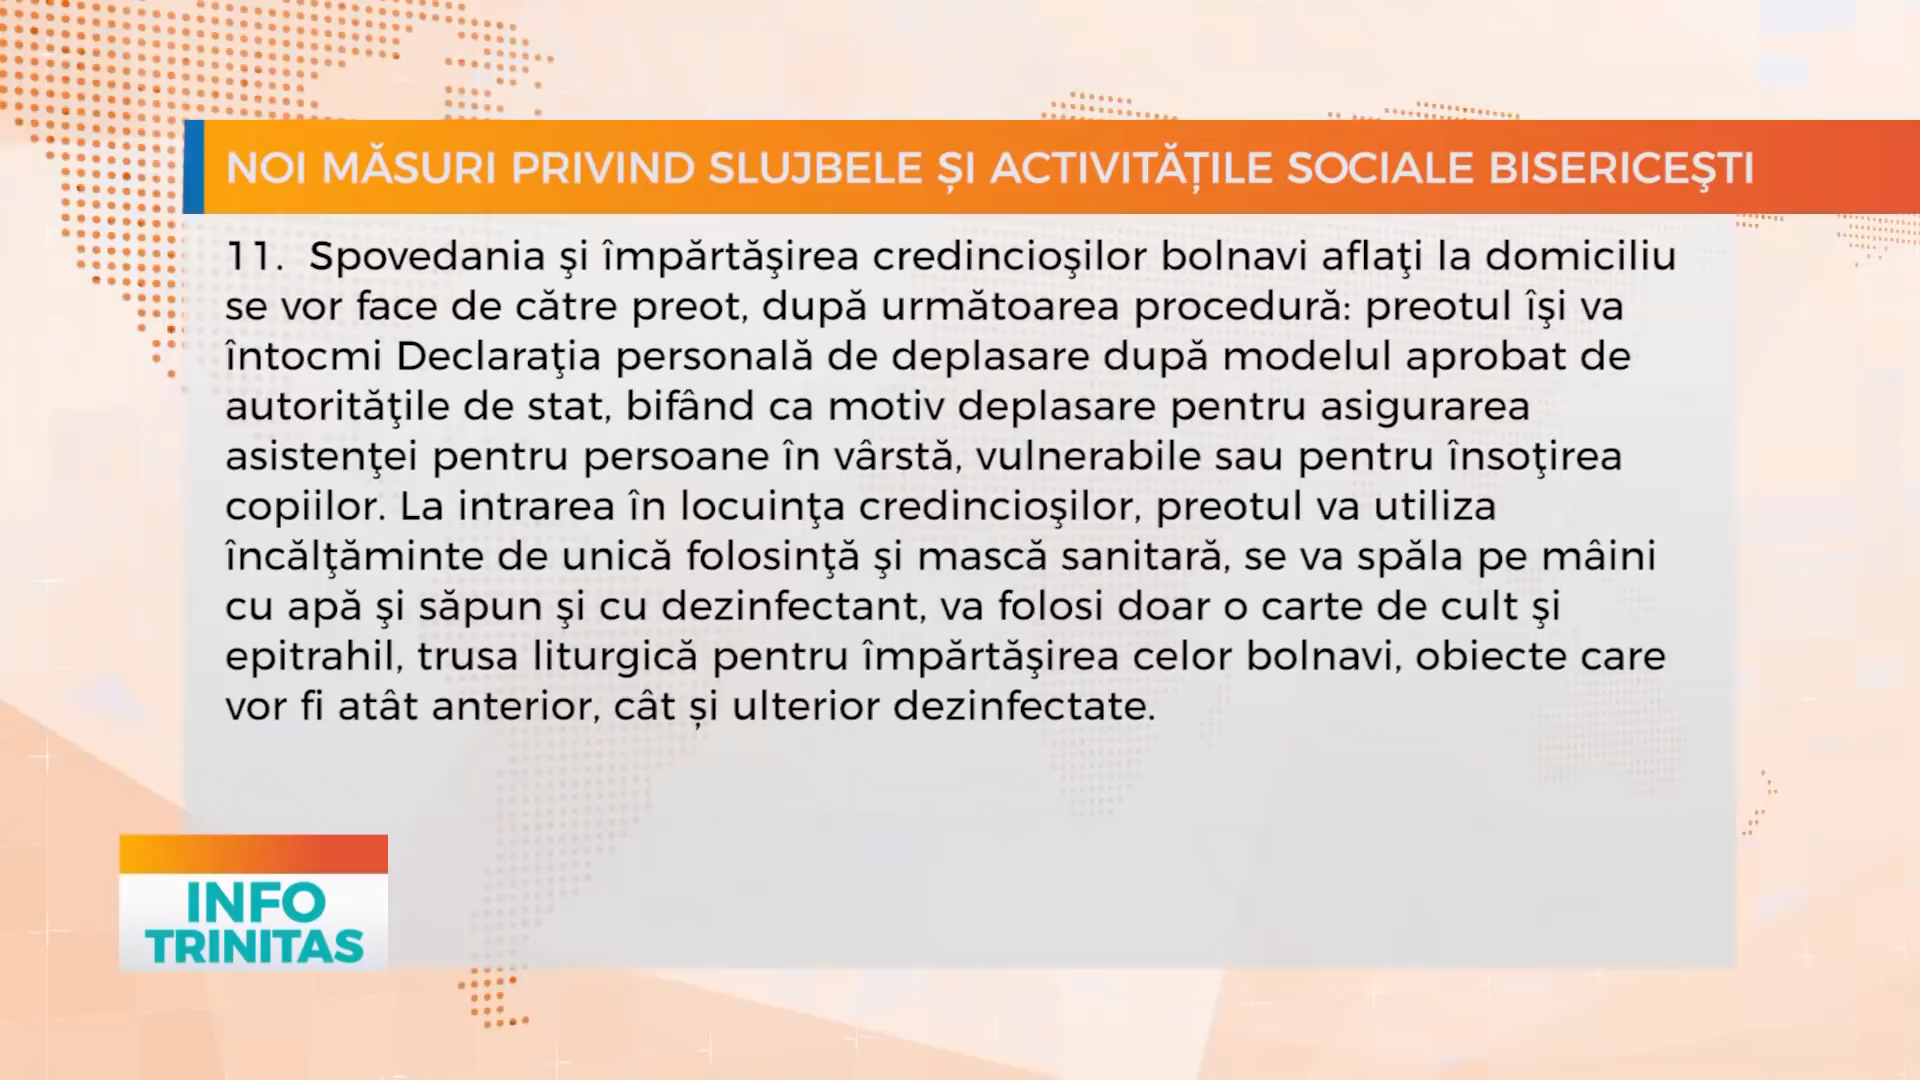 NOI MĂSURI PRIVIND SLUJBELE ȘI ACTIVITĂȚILE SOCIALE BISERICEŞTI
11. Spovedania şi împărtăşirea credincioşilor bolnavi aflaţi la domiciliu
se vor face de către preot, după următoarea procedură: preotul îşi va
întocmi Declaraţia personală de deplasare după modelul aprobat de
autorităţile de stat, bifând ca motiv deplasare pentru asigurarea
asistenţei pentru persoane în vârstă, vulnerabile sau pentru însoţirea
copiilor. La intrarea în locuinţa credincioşilor, preotul va utiliza
încălţăminte de unică folosinţă şi mască sanitară, se va spăla pe mâini
cu apă şi săpun şi cu dezinfectant, va folosi doar o carte de cult şi
epitrahil, trusa liturgică pentru împărtăşirea celor bolnavi, obiecte care
vor fi atât anterior, cât și ulterior dezinfectate.
INFO
TRINITAS